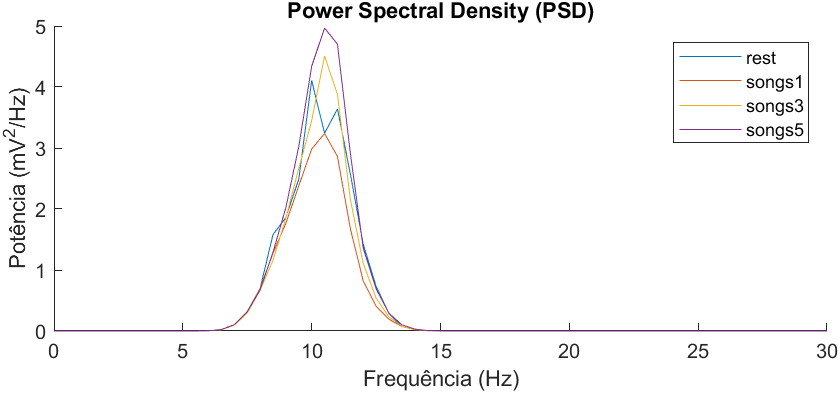 Power Spectral Density (PSD)
Potência (mV²/Hz)
5
4
3
2
1
0
0 5 10 15 20 25 30
Frequência (Hz)
rest
songs1
songs3
songs5